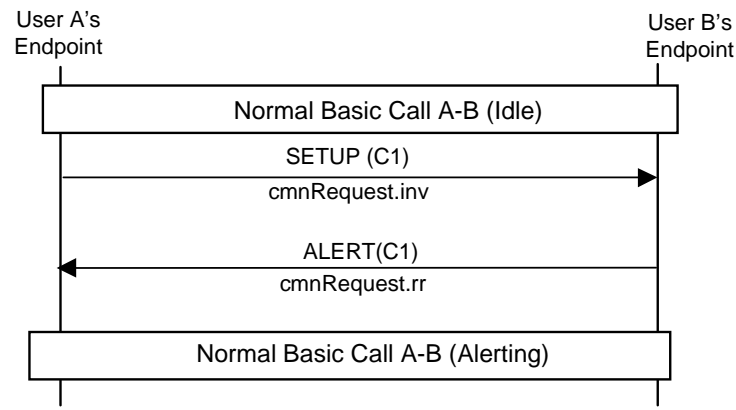 User A's
Endpoint
User B's
Endpoint
Normal Basic Call A-B (Idle)
SETUP (C1)
cmnRequest.inv
ALERT(C1)
cmnRequest.rr
Normal Basic Call A-B (Alerting)